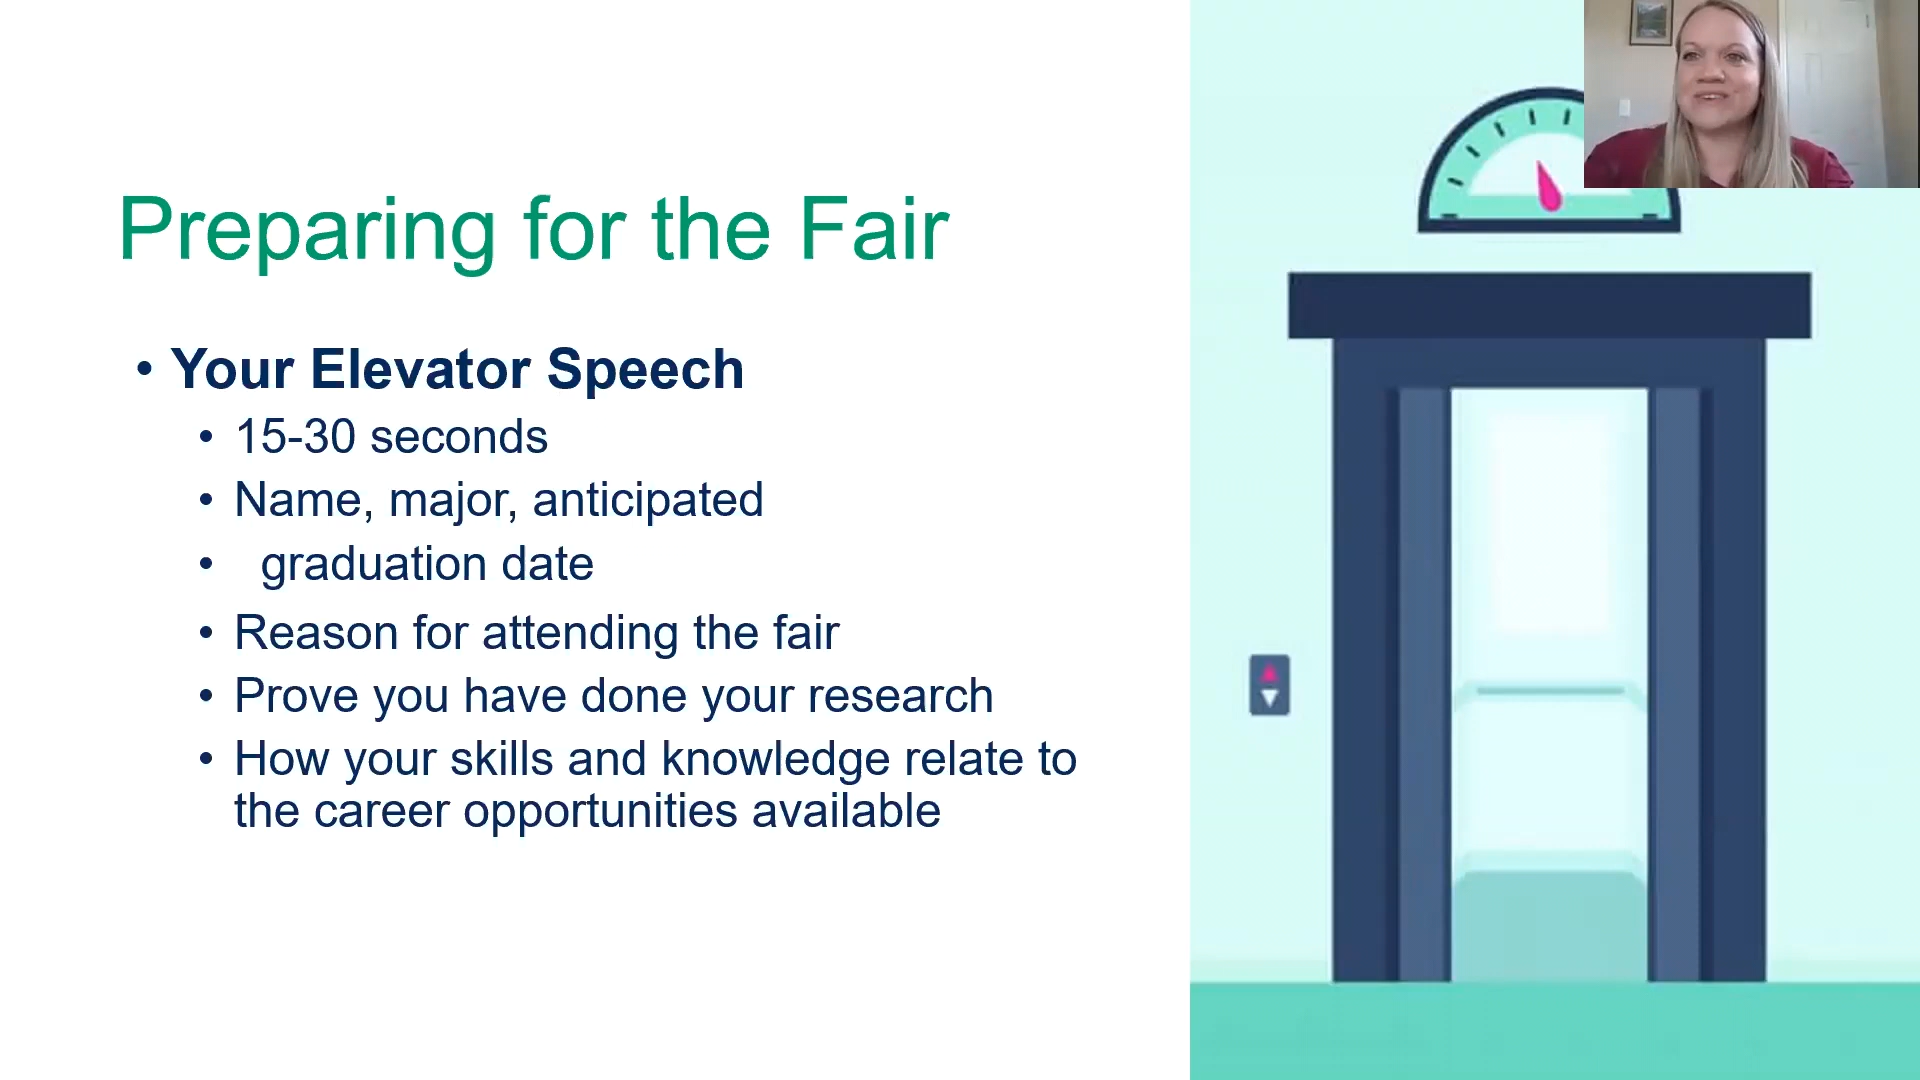 Preparing for the Fair
• Your Elevator Speech
• 15-30 seconds
• Name, major, anticipated
• graduation date
• Reason for attending the fair
• Prove you have done your research
• How your skills and knowledge relate to
the career opportunities available